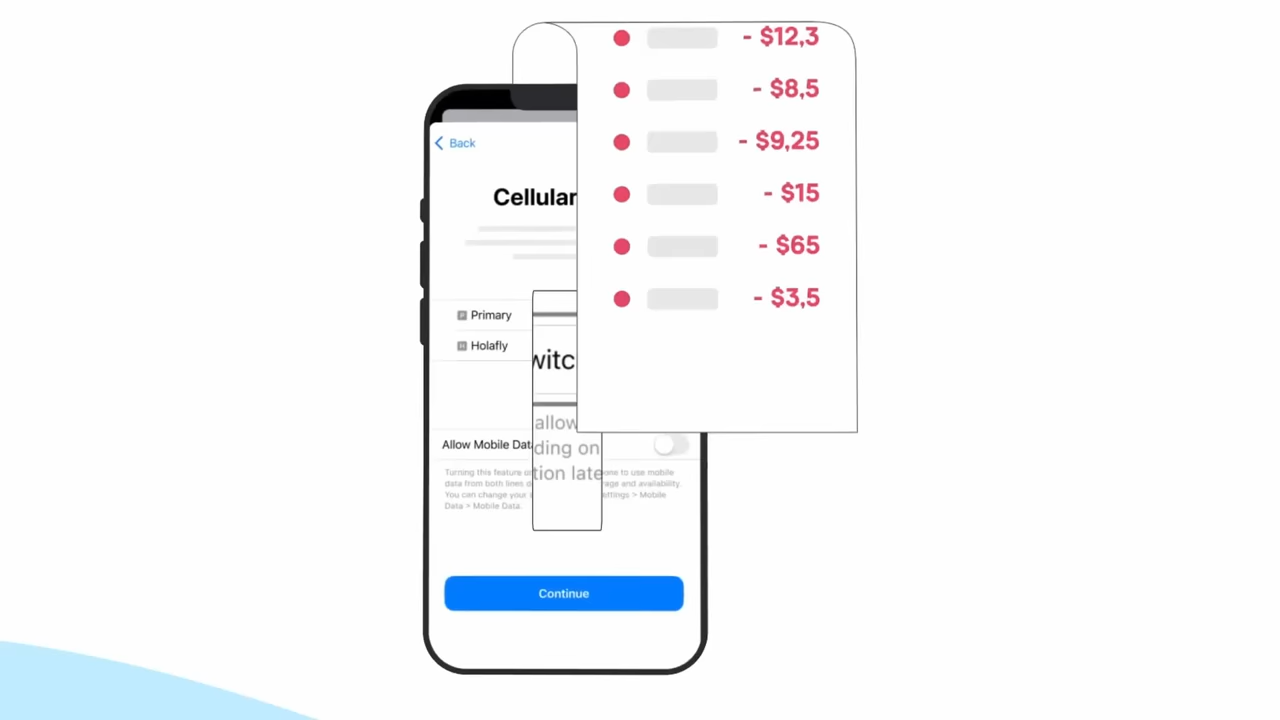 - $12,3
- $8,5
- $9,25
- $15
- $65
- $3,5
Back
Cellular
P Primary
H Holafly
witc
Allow Mobile Dat
allow
ding on
tion late
Turning this feature
one to use mobile
data from both lines
rage and availability.
You can change your
ettings > Mobile
Data > Mobile Data.
Continue